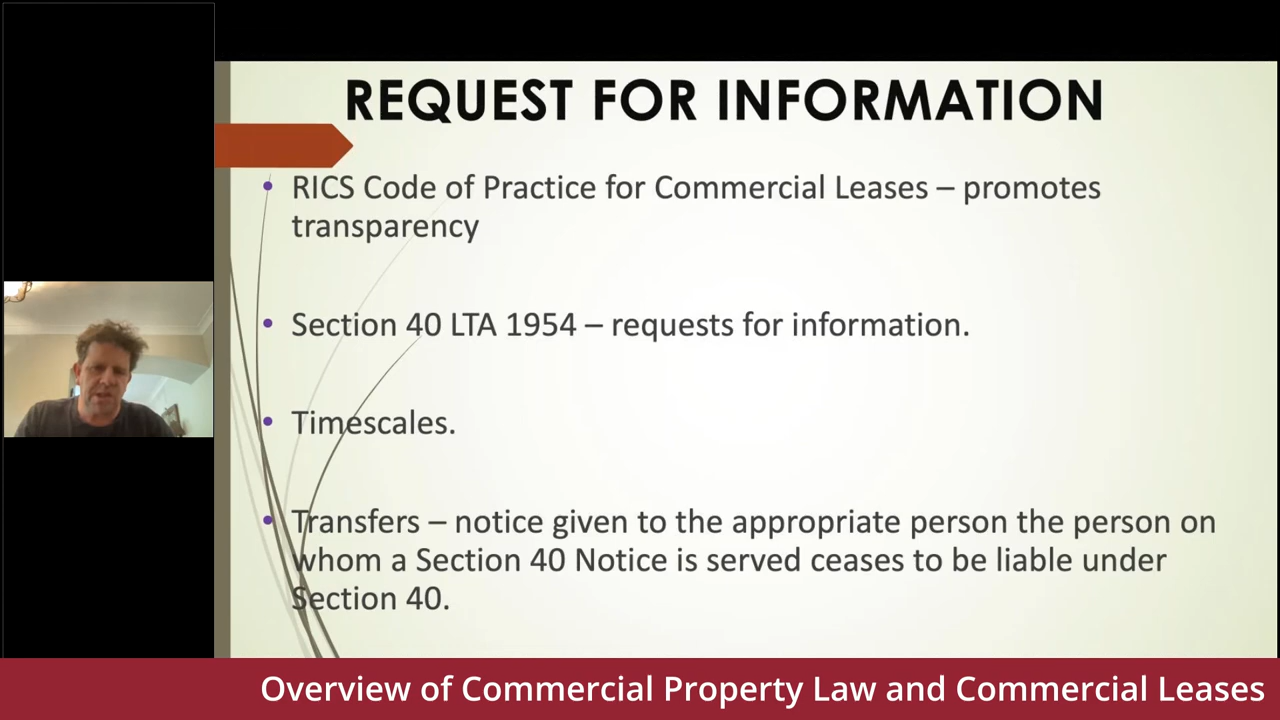 REQUEST FOR INFORMATION
• RICS Code of Practice for Commercial Leases – promotes
transparency
• Section 40 LTA 1954 – requests for information.
• Timescales.
• Transfers – notice given to the appropriate person the person on
whom a Section 40 Notice is served ceases to be liable under
Section 40.
Overview of Commercial Property Law and Commercial Leases